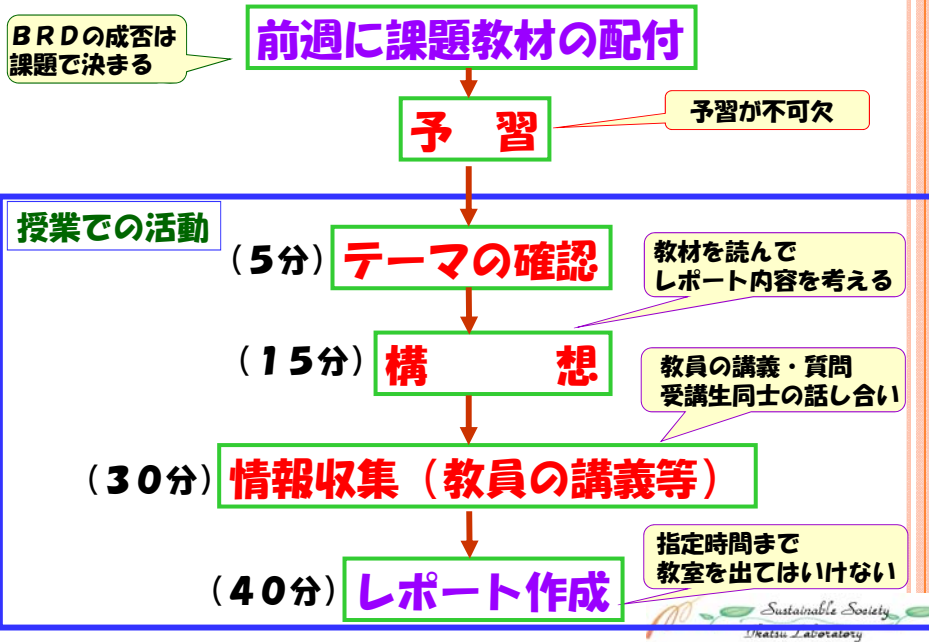 BRDの成否は
課題で決まる
前週に課題教材の配付
予　習
予習が不可欠
授業での活動
(5分) テーマの確認
教材を読んで
レポート内容を考える
(15分) 構　　　想
教員の講義・質問
受講生同士の話し合い
(30分) 情報収集（教員の講義等）
指定時間まで
教室を出てはいけない
(40分) レポート作成
Sustainable Society
Ukatsu Laboratory